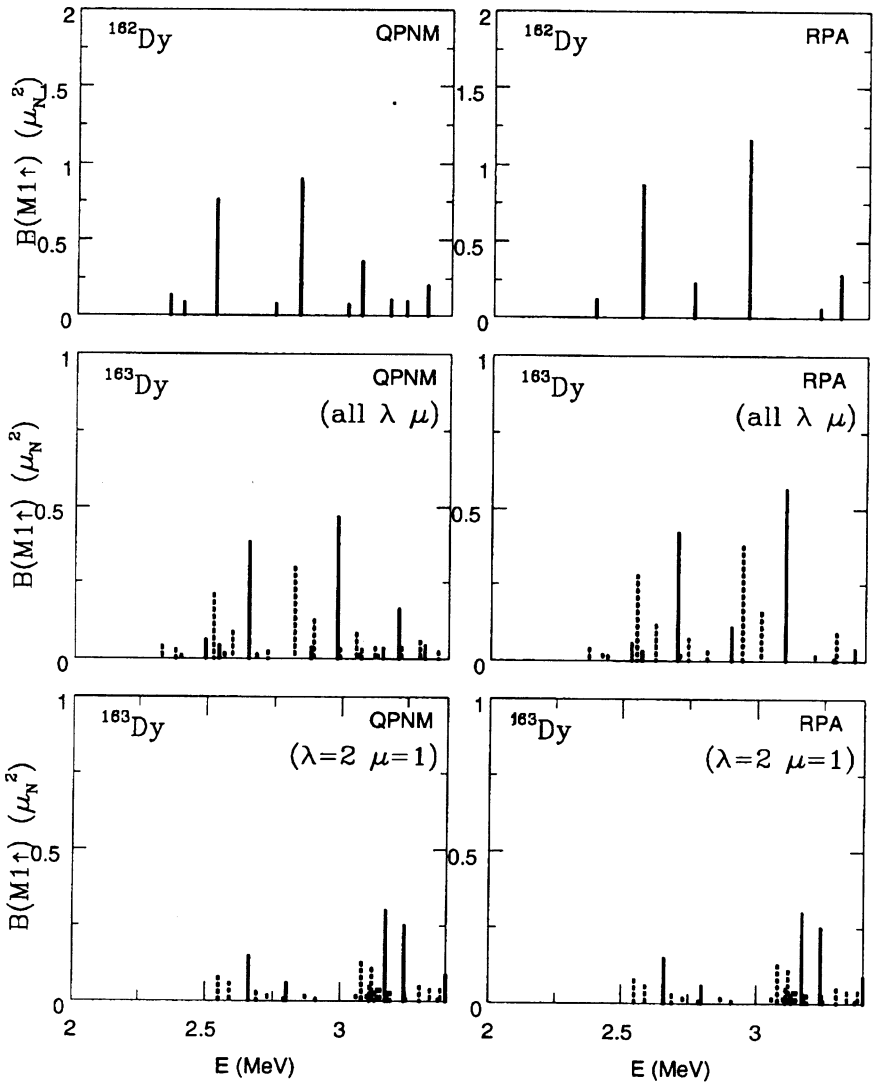 2
¹⁶²Dy QPNM
1.5
1
0.5
0
B(M1↑) (μ_N²)
2
¹⁶²Dy RPA
1.5
1
0.5
0
1
¹⁶³Dy QPNM
(all λ μ)
0.5
0
B(M1↑) (μ_N²)
1
¹⁶³Dy RPA
(all λ μ)
0.5
0
1
¹⁶³Dy QPNM
(λ=2 μ=1)
0.5
0
B(M1↑) (μ_N²)
2 2.5 3
E (MeV)
1
¹⁶³Dy RPA
(λ=2 μ=1)
0.5
0
2 2.5 3
E (MeV)